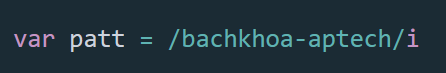 var patt = /bachkhoa-aptech/i